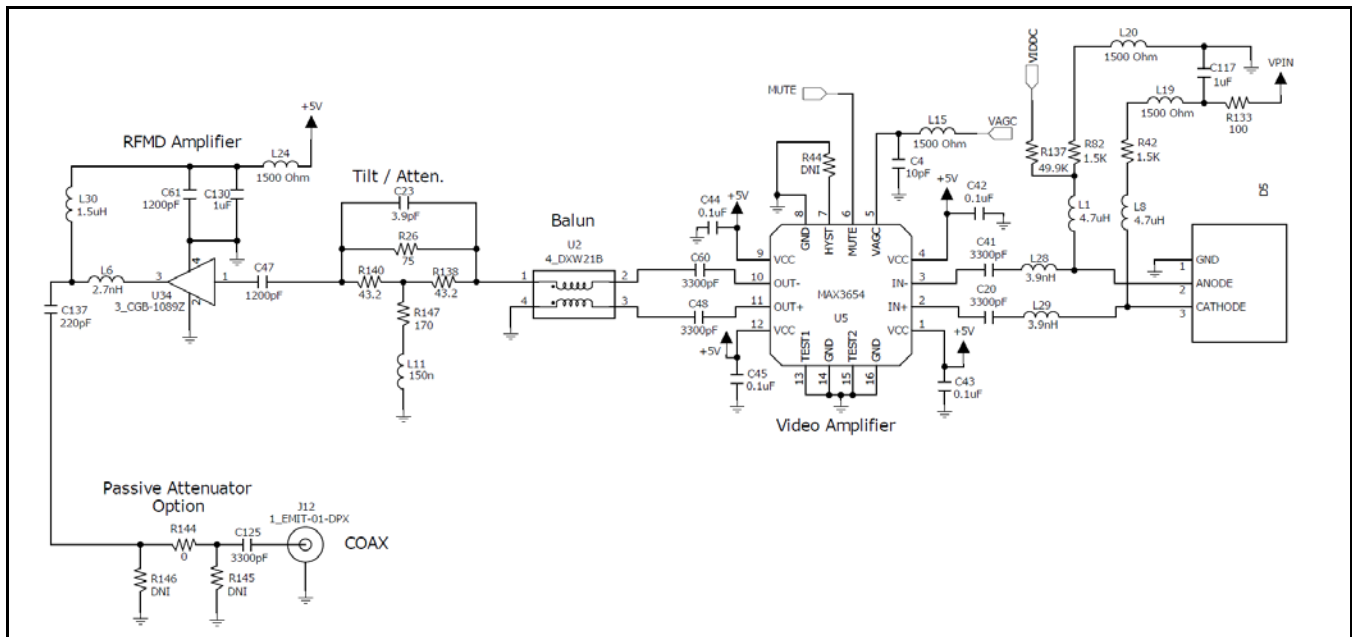 RFMD Amplifier
+5V
L24
1500 Ohm
L30
1.5uH
C61
1200pF
C130
1uF
L6
2.7nH
3
4
1
2
U34
3_CGB-1089Z
C47
1200pF
C137
220pF
Tilt / Atten.
C23
3.9pF
R26
75
R140
43.2
R138
43.2
R147
170
L11
150n
Balun
U2
4_DXW21B
1
2
4
3
C60
3300pF
C48
3300pF
C44
0.1uF
+5V
+5V
C45
0.1uF
MUTE
R44
DNI
VIDDC
L15
1500 Ohm
VAGC
C4
10pF
C42
0.1uF
+5V
8
7
6
5
GND
HYST
MUTE
VAGC
9
VCC
10
OUT-
11
OUT+
12
VCC
VCC
4
IN-
3
IN+
2
VCC
1
MAX3654
U5
TEST1
GND
TEST2
GND
13
14
15
16
Video Amplifier
+5V
C43
0.1uF
C41
3300pF
L28
3.9nH
C20
3300pF
L29
3.9nH
L20
1500 Ohm
C117
1uF
VPIN
L19
1500 Ohm
R133
100
R137
49.9K
R82
1.5K
R42
1.5K
L1
4.7uH
L8
4.7uH
D5
GND
1
ANODE
2
CATHODE
3
Passive Attenuator
Option
R144
0
C125
3300pF
J12
1_EMIT-01-DPX
COAX
R146
DNI
R145
DNI